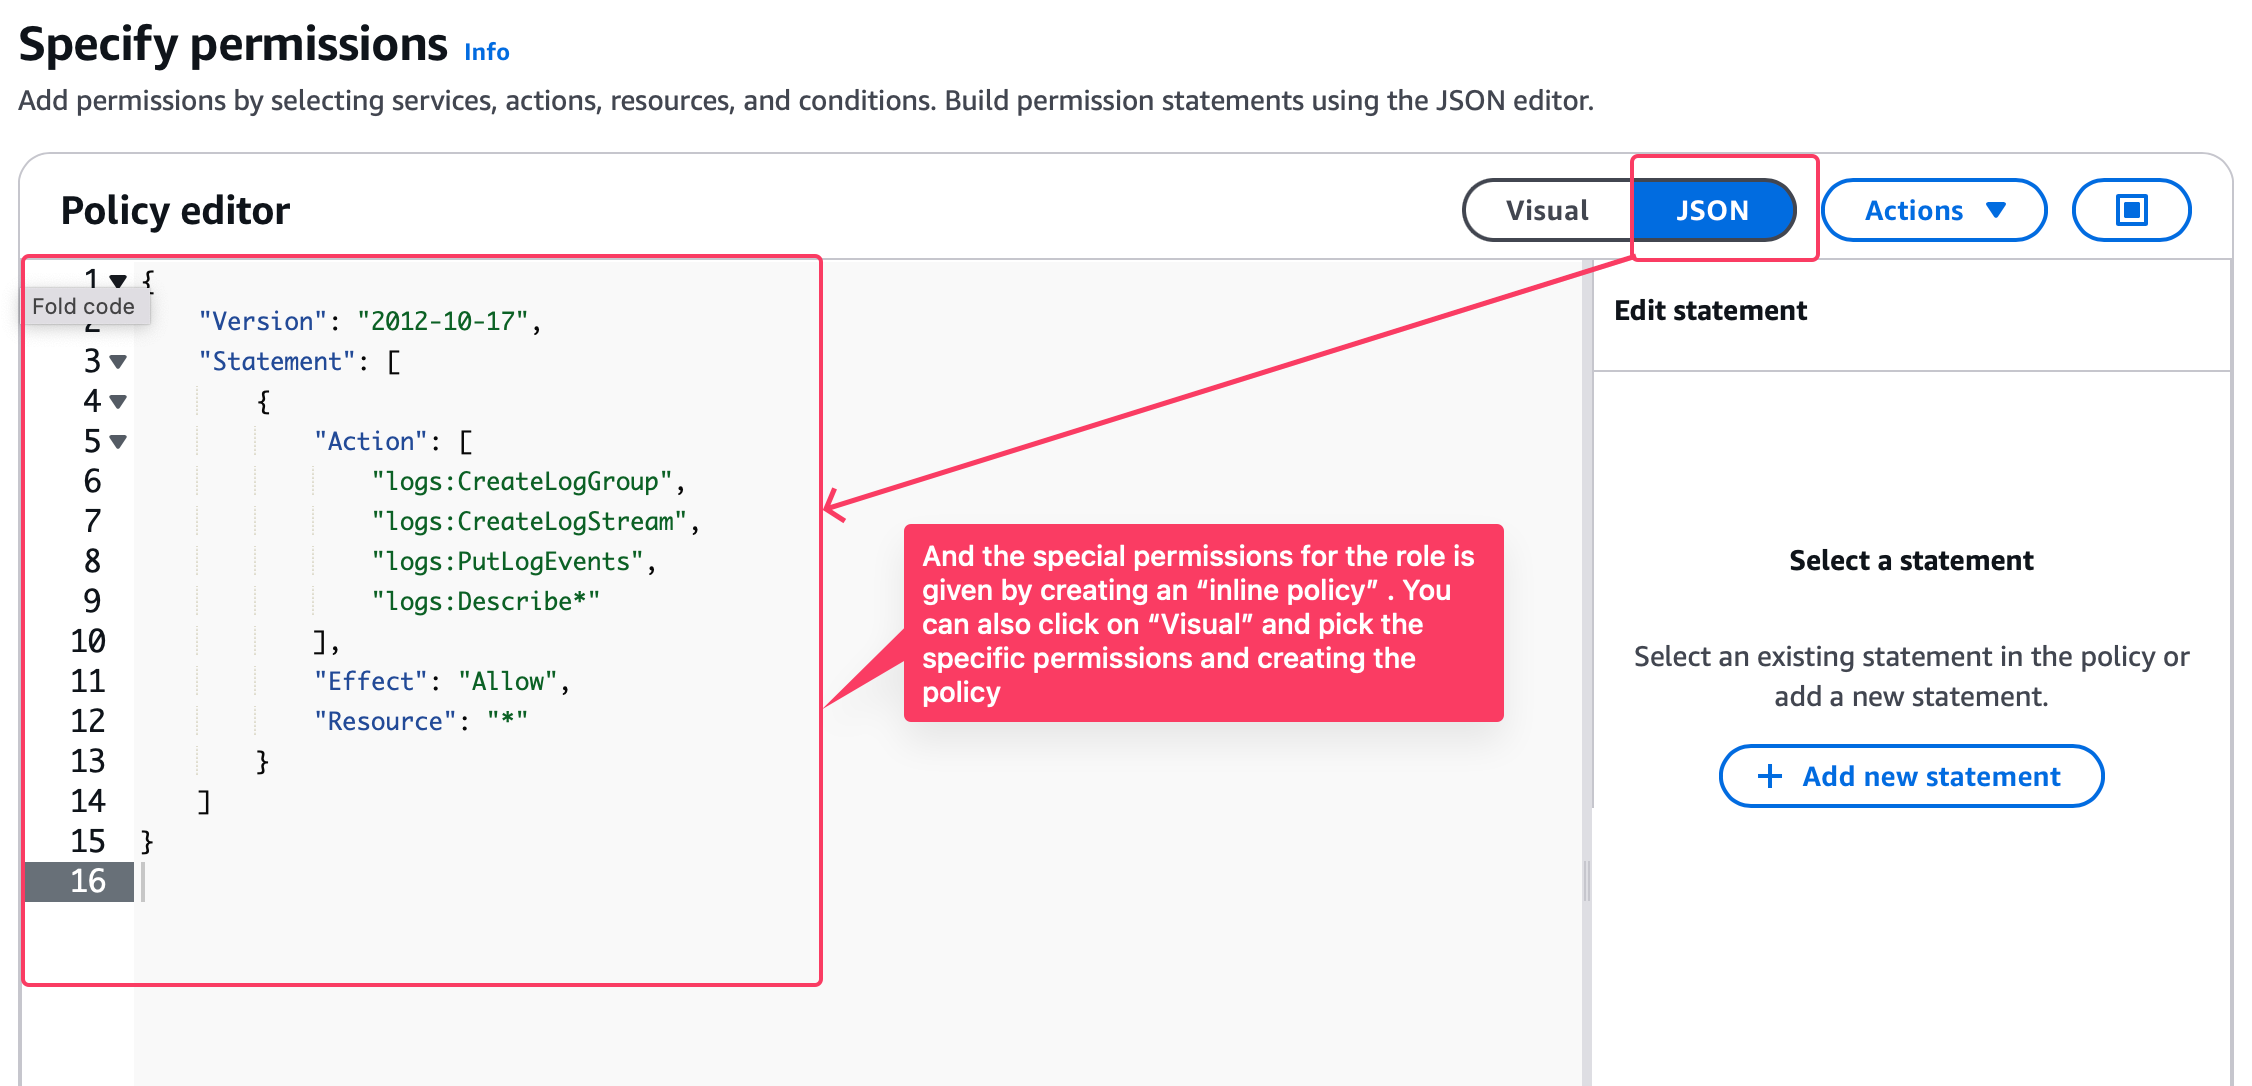 Specify permissions Info
Add permissions by selecting services, actions, resources, and conditions. Build permission statements using the JSON editor.
Policy editor
Visual
JSON
Actions
1 {
Fold code
2 "Version": "2012-10-17",
3 "Statement": [
4 {
5 "Action": [
6 "logs:CreateLogGroup",
7 "logs:CreateLogStream",
8 "logs:PutLogEvents",
9 "logs:Describe*"
10 ],
11 "Effect": "Allow",
12 "Resource": "*"
13 }
14 ]
15 }
16
And the special permissions for the role is
given by creating an “inline policy” . You
can also click on “Visual” and pick the
specific permissions and creating the
policy
Edit statement
Select a statement
Select an existing statement in the policy or
add a new statement.
+ Add new statement